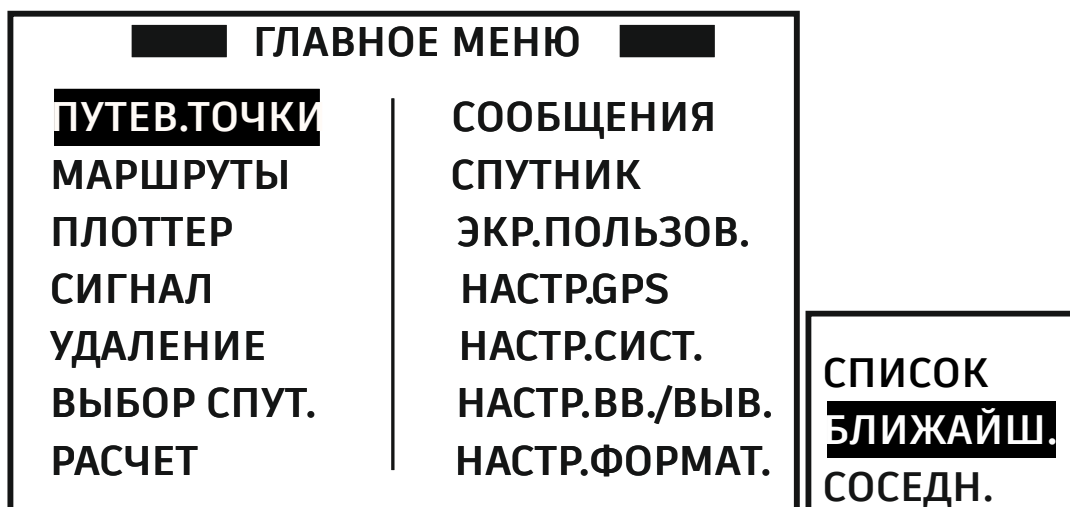 ГЛАВНОЕ МЕНЮ
ПУТЕВ.ТОЧКИ
МАРШРУТЫ
ПЛОТТЕР
СИГНАЛ
УДАЛЕНИЕ
ВЫБОР СПУТ.
РАСЧЕТ
СООБЩЕНИЯ
СПУТНИК
ЭКР.ПОЛЬЗОВ.
НАСТР.GPS
НАСТР.СИСТ.
НАСТР.ВВ./ВЫВ.
НАСТР.ФОРМАТ.
СПИСОК
БЛИЖАЙШ.
СОСЕДН.